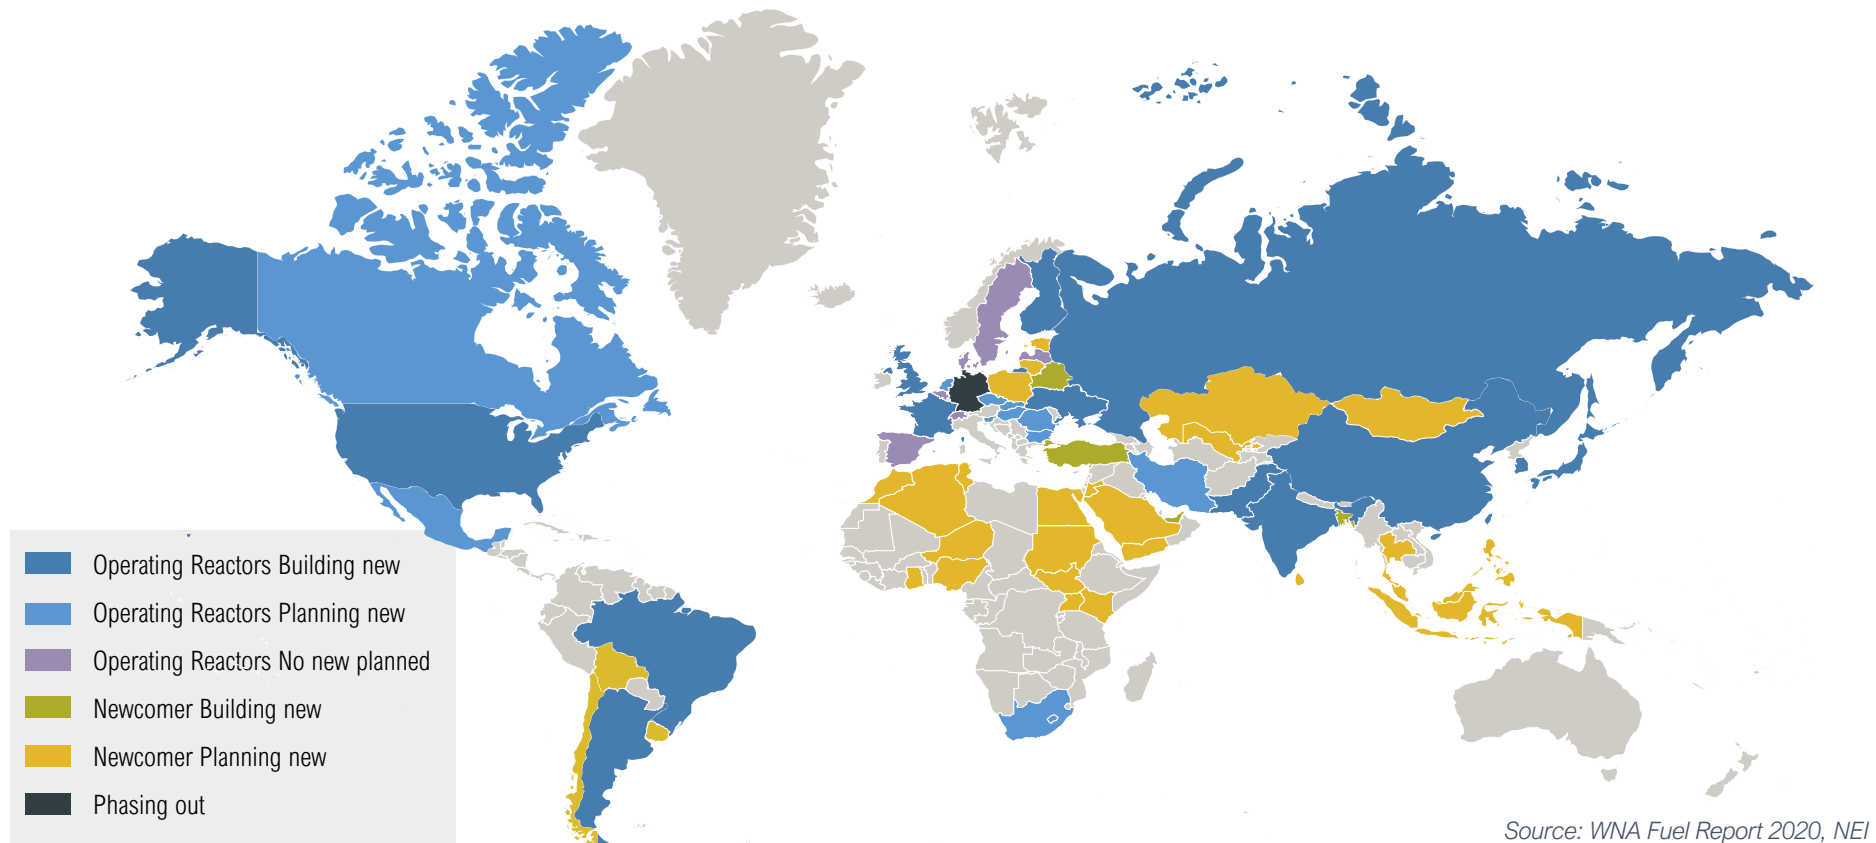 Operating Reactors Building new
Operating Reactors Planning new
Operating Reactors No new planned
Newcomer Building new
Newcomer Planning new
Phasing out
Source: WNA Fuel Report 2020, NEI